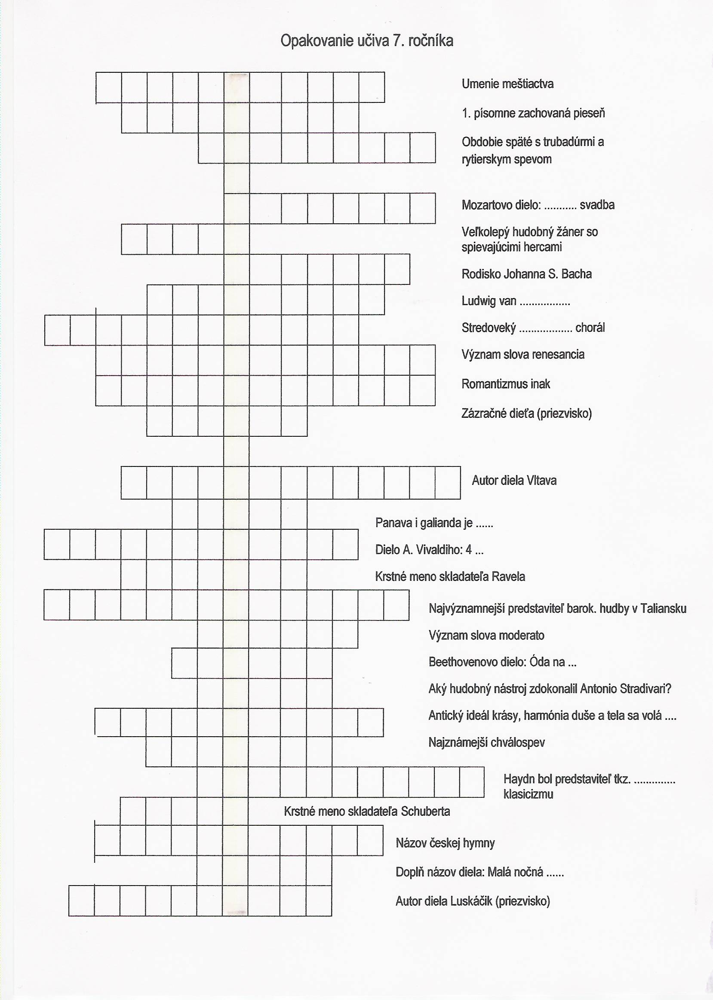 Opakovanie učiva 7. ročníka
Umenie meštiactva
1. písomne zachovaná pieseň
Obdobie späté s trubadúrmi a
rytierskym spevom
Mozartovo dielo: ........... svadba
Veľkolepý hudobný žáner so
spievajúcimi hercami
Rodisko Johanna S. Bacha
Ludwig van .................
Stredoveký .................. chorál
Význam slova renesancia
Romantizmus inak
Zázračné dieťa (priezvisko)
Autor diela Vltava
Panava i galianda je ......
Dielo A. Vivaldiho: 4 ...
Krstné meno skladateľa Ravela
Najvýznamnejší predstaviteľ barok. hudby v Taliansku
Význam slova moderato
Beethovenovo dielo: Óda na ...
Aký hudobný nástroj zdokonalil Antonio Stradivari?
Antický ideál krásy, harmónia duše a tela sa volá ....
Najznámejší chválospev
Haydn bol predstaviteľ tkz. ..............
klasicizmu
Krstné meno skladateľa Schuberta
Názov českej hymny
Doplň názov diela: Malá nočná ......
Autor diela Luskáčik (priezvisko)